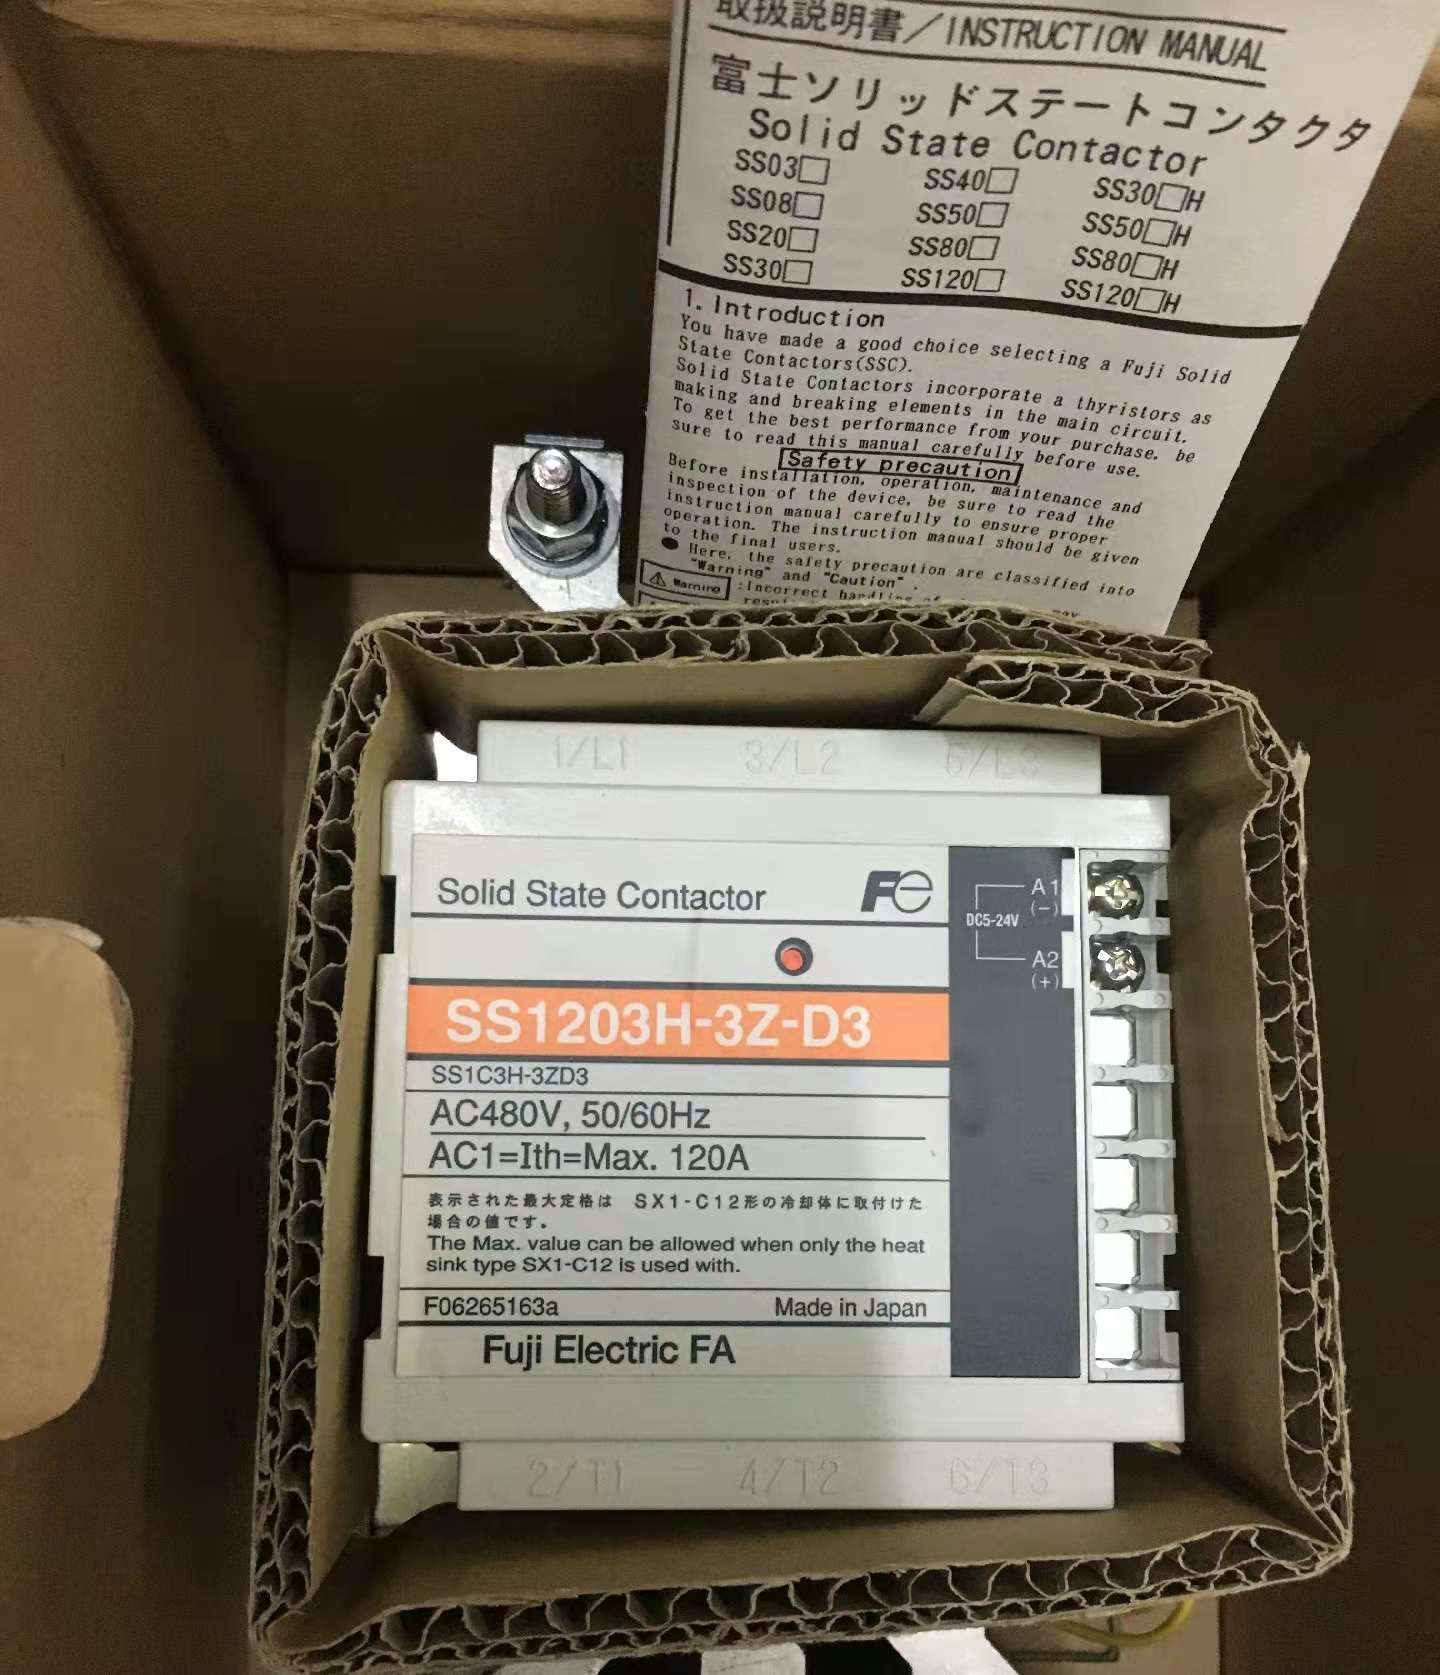 取扱説明書/INSTRUCTION MANUAL
富士ソリッドステートコンタクタ
Solid State Contactor
SS03□ SS40□ SS30□H
SS08□ SS50□ SS50□H
SS20□ SS80□ SS80□H
SS30□ SS120□ SS120□H
1. Introduction
You have made a good choice selecting a Fuji Solid
State Contactors(SSC).
Solid State Contactors incorporate a thyristors as
making and breaking elements in the main circuit.
To get the best performance from your purchase, be
sure to read this manual carefully before use.
Safety precaution
Before installation, operation, maintenance and
inspection of the device, be sure to read the
instruction manual carefully to ensure proper
operation. The instruction manual should be given
to the final users.
● Here, the safety precaution are classified into
"Warning" and "Caution".
Warning :Incorrect handling of
1/L1 3/L2 5/L3
Solid State Contactor Fe
A1
(-)
DC5-24V
A2
(+)
SS1203H-3Z-D3
SS1C3H-3ZD3
AC480V, 50/60Hz
AC1=Ith=Max. 120A
表示された最大定格は SX1-C12形の冷却体に取付けた
場合の値です。
The Max. value can be allowed when only the heat
sink type SX1-C12 is used with.
F06265163a Made in Japan
Fuji Electric FA
2/T1 4/T2 6/T3